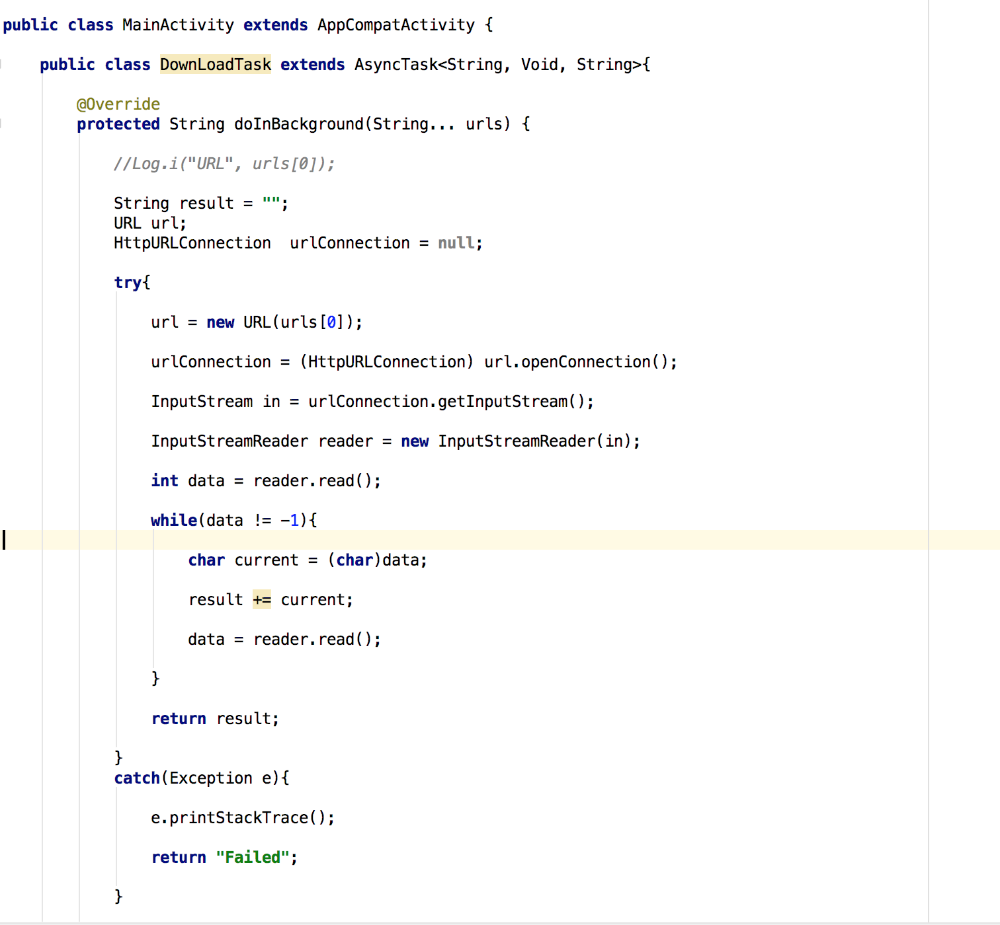 public class MainActivity extends AppCompatActivity {
public class DownLoadTask extends AsyncTask<String, Void, String>{
@Override
protected String doInBackground(String... urls) {
//Log.i("URL", urls[0]);
String result = "";
URL url;
HttpURLConnection  urlConnection = null;
try{
url = new URL(urls[0]);
urlConnection = (HttpURLConnection) url.openConnection();
InputStream in = urlConnection.getInputStream();
InputStreamReader reader = new InputStreamReader(in);
int data = reader.read();
while(data != -1){
char current = (char)data;
result += current;
data = reader.read();
}
return result;
}
catch(Exception e){
e.printStackTrace();
return "Failed";
}